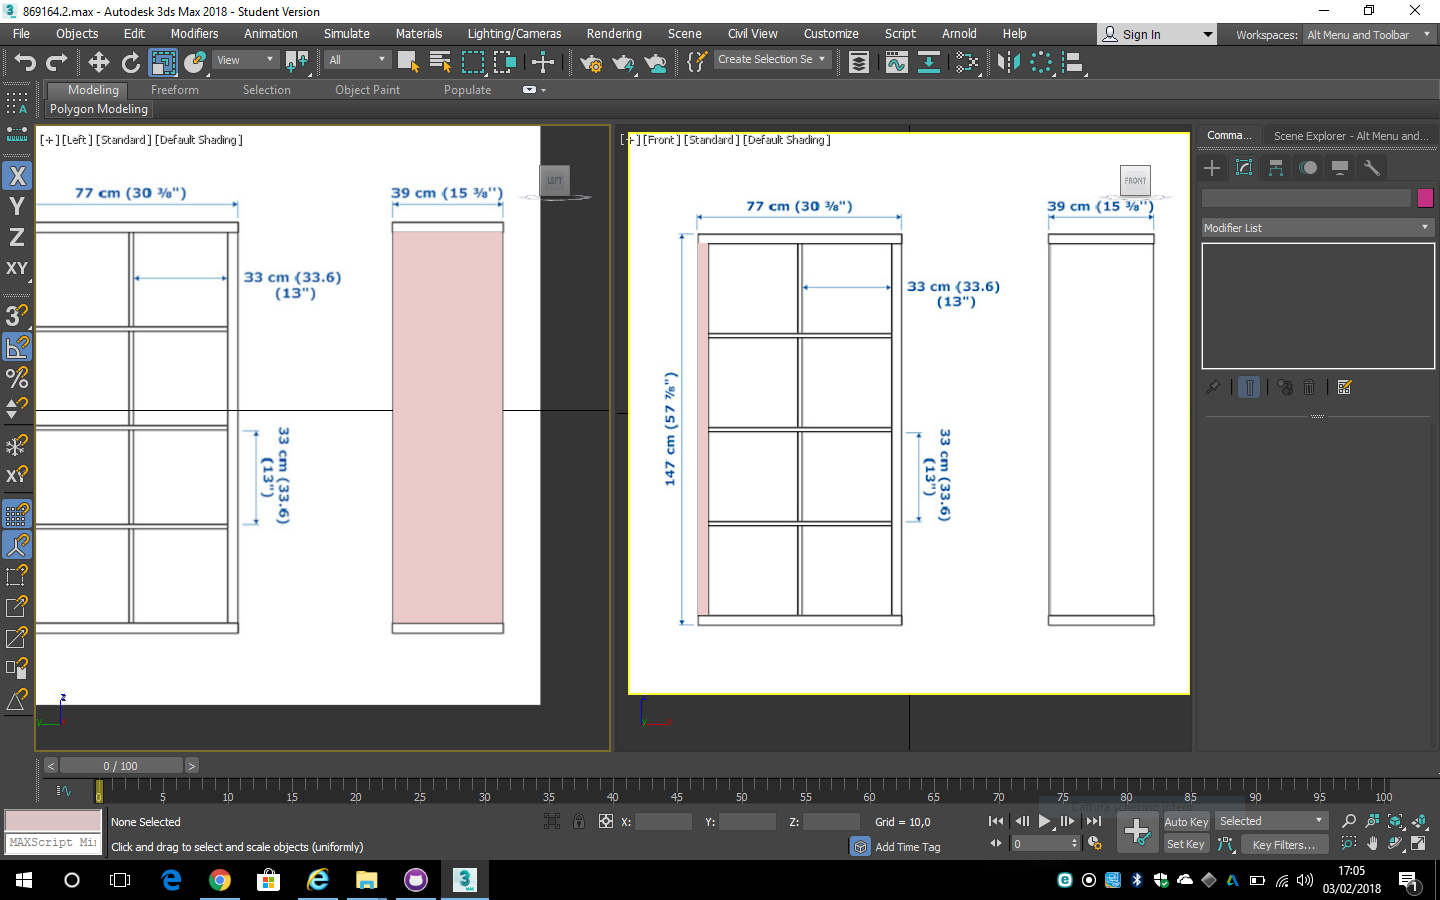 869164.2.max - Autodesk 3ds Max 2018 - Student Version
File Objects Edit Modifiers Animation Simulate Materials Lighting/Cameras Rendering Scene Civil View Customize Script Arnold Help
Sign In
Workspaces: Alt Menu and Toolbar
View
All
Create Selection Se
Modeling Freeform Selection Object Paint Populate
Polygon Modeling
X
Y
Z
XY
[+] [Left] [Standard] [Default Shading]
LEFT
77 cm (30 ⅜")
39 cm (15 ⅜")
33 cm (33.6)
(13")
33 cm (33.6)
(13")
z
y
[+] [Front] [Standard] [Default Shading]
FRONT
77 cm (30 ⅜")
39 cm (15 ⅜")
33 cm (33.6)
(13")
147 cm (57 ⅞")
33 cm (33.6)
(13")
z
y
Comma...
Scene Explorer - Alt Menu and...
Modifier List
< 0 / 100 >
0 5 10 15 20 25 30 35 40 45 50 55 60 65 70 75 80 85 90 95 100
Cattura schermo intero
None Selected
X: Y: Z: Grid = 10,0
Auto Key
Selected
MAXScript Mi
Click and drag to select and scale objects (uniformly)
Add Time Tag
0
Set Key
Key Filters...
17:05
03/02/2018
3
MAX
1